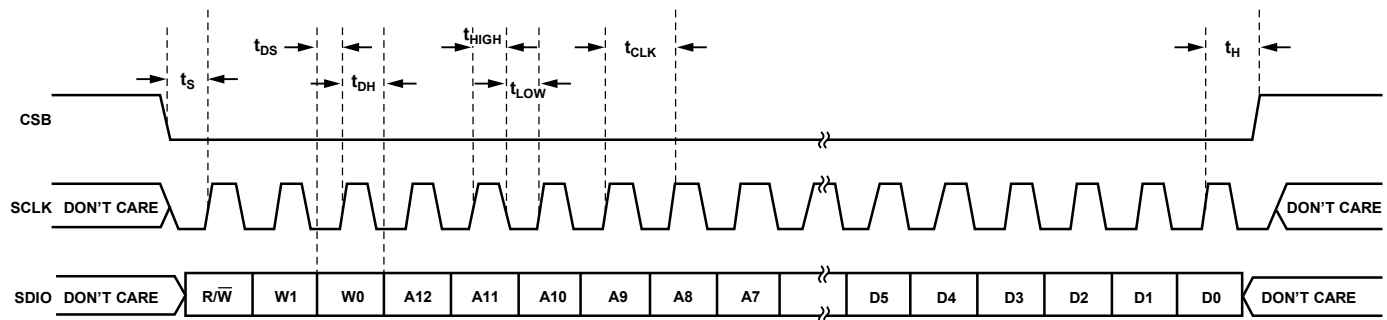 tDS
tHIGH
tCLK
tH
tS
tDH
tLOW
CSB
SCLK DON'T CARE
DON'T CARE
SDIO DON'T CARE
R/W̅ W1 W0 A12 A11 A10 A9 A8 A7 D5 D4 D3 D2 D1 D0
DON'T CARE